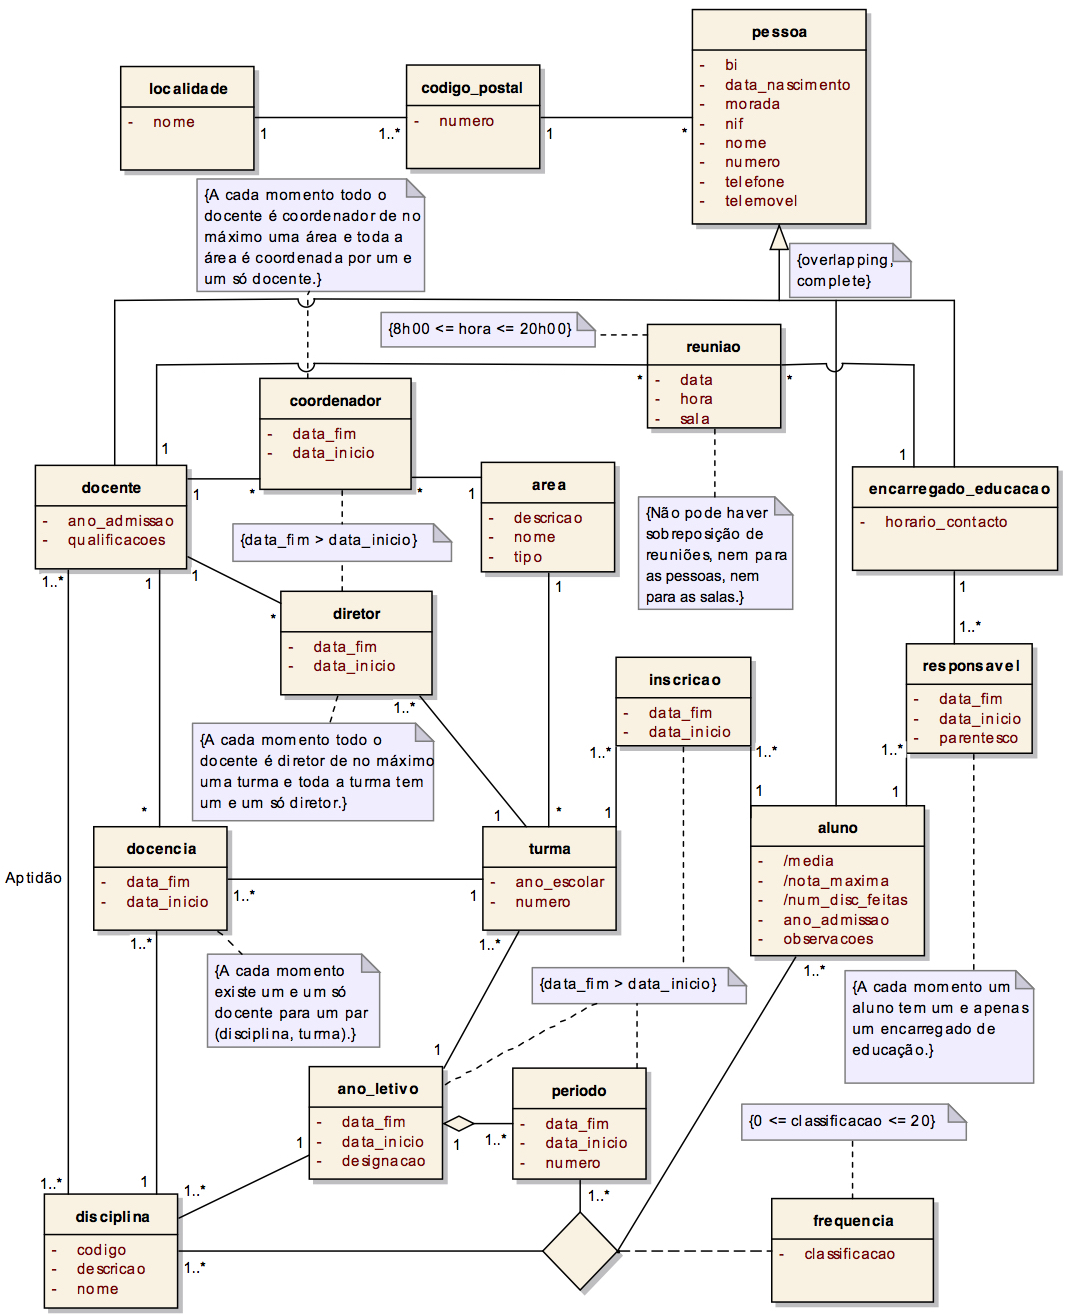 pessoa
- bi
- data_nascimento
- morada
- nif
- nome
- numero
- telefone
- telemovel
localidade
- nome
1
1..*
codigo_postal
- numero
1
*
{A cada momento todo o
docente é coordenador de no
máximo uma área e toda a
área é coordenada por um e
um só docente.}
{overlapping,
complete}
{8h00 <= hora <= 20h00}
reuniao
- data
- hora
- sala
*
*
coordenador
- data_fim
- data_inicio
1
1
docente
- ano_admissao
- qualificacoes
1
*
*
1
area
- descricao
- nome
- tipo
encarregado_educacao
- horario_contacto
{data_fim > data_inicio}
{Não pode haver
sobreposição de
reuniões, nem para
as pessoas, nem
para as salas.}
1..*
1
1
1
1
diretor
- data_fim
- data_inicio
*
1..*
1..*
responsavel
- data_fim
- data_inicio
- parentesco
inscricao
- data_fim
- data_inicio
{A cada momento todo o
docente é diretor de no máximo
uma turma e toda a turma tem
um e um só diretor.}
1..*
1..*
1..*
1
1
1
*
1
*
docencia
- data_fim
- data_inicio
Aptidão
1..*
1
turma
- ano_escolar
- numero
aluno
- /media
- /nota_maxima
- /num_disc_feitas
- ano_admissao
- observacoes
1..*
1..*
1..*
{A cada momento
existe um e um só
docente para um par
(disciplina, turma).}
{data_fim > data_inicio}
{A cada momento um
aluno tem um e apenas
um encarregado de
educação.}
1
ano_letivo
- data_fim
- data_inicio
- designacao
1
1..*
periodo
- data_fim
- data_inicio
- numero
{0 <= classificacao <= 20}
1
1..*
1
1..*
1..*
disciplina
- codigo
- descricao
- nome
1..*
frequencia
- classificacao